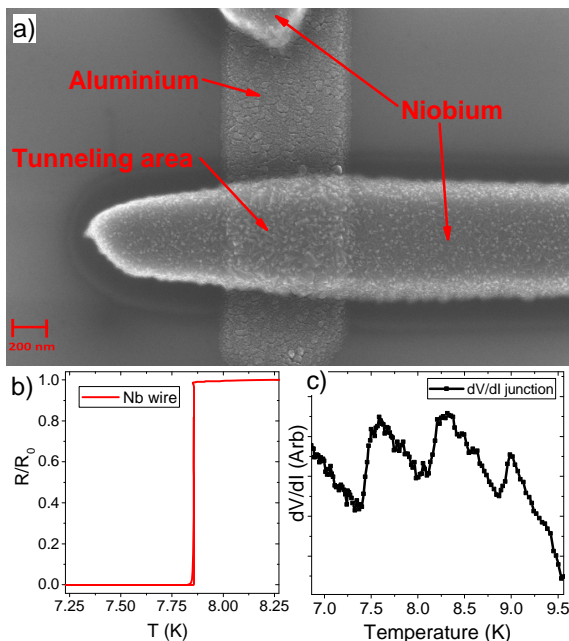 a)
Aluminium
Niobium
Tunneling area
200 nm
b)
Nb wire
R/R₀
1.0
0.8
0.6
0.4
0.2
0.0
7.25 7.50 7.75 8.00 8.25
T (K)
c)
dV/dI junction
dV/dI (Arb)
7.0 7.5 8.0 8.5 9.0 9.5
Temperature (K)